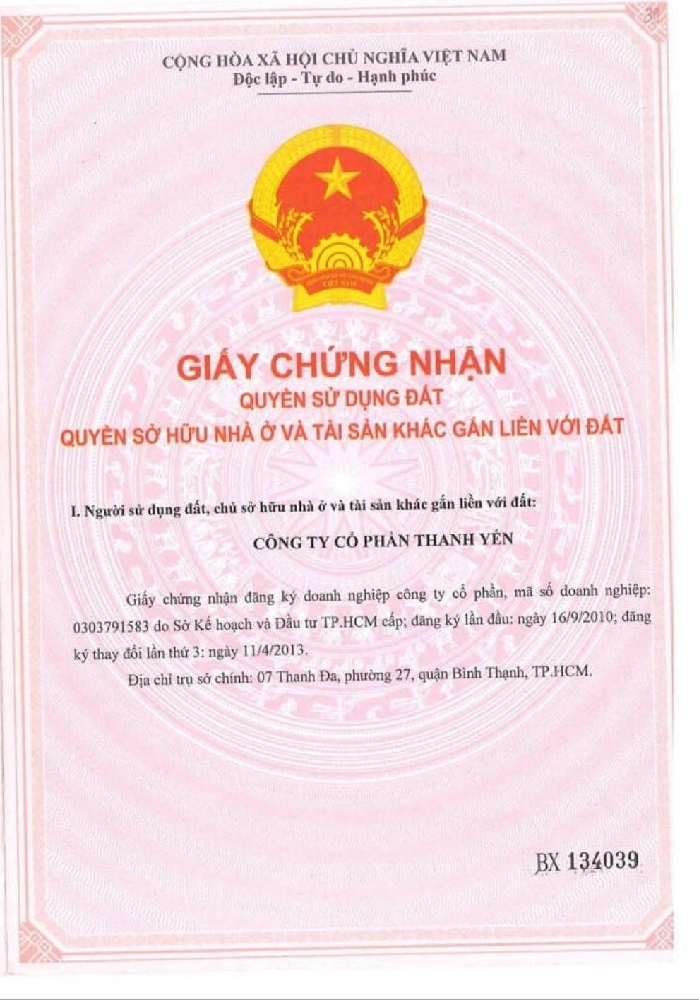 CỘNG HÒA XÃ HỘI CHỦ NGHĨA VIỆT NAM
Độc lập - Tự do - Hạnh phúc
VIỆT NAM
GIẤY CHỨNG NHẬN
QUYỀN SỬ DỤNG ĐẤT
QUYỀN SỞ HỮU NHÀ Ở VÀ TÀI SẢN KHÁC GẮN LIỀN VỚI ĐẤT
I. Người sử dụng đất, chủ sở hữu nhà ở và tài sản khác gắn liền với đất:
CÔNG TY CỔ PHẦN THANH YẾN
Giấy chứng nhận đăng ký doanh nghiệp công ty cổ phần, mã số doanh nghiệp:
0303791583 do Sở Kế hoạch và Đầu tư TP.HCM cấp; đăng ký lần đầu: ngày 16/9/2010; đăng
ký thay đổi lần thứ 3: ngày 11/4/2013.
Địa chỉ trụ sở chính: 07 Thanh Đa, phường 27, quận Bình Thạnh, TP.HCM.
BX 134039